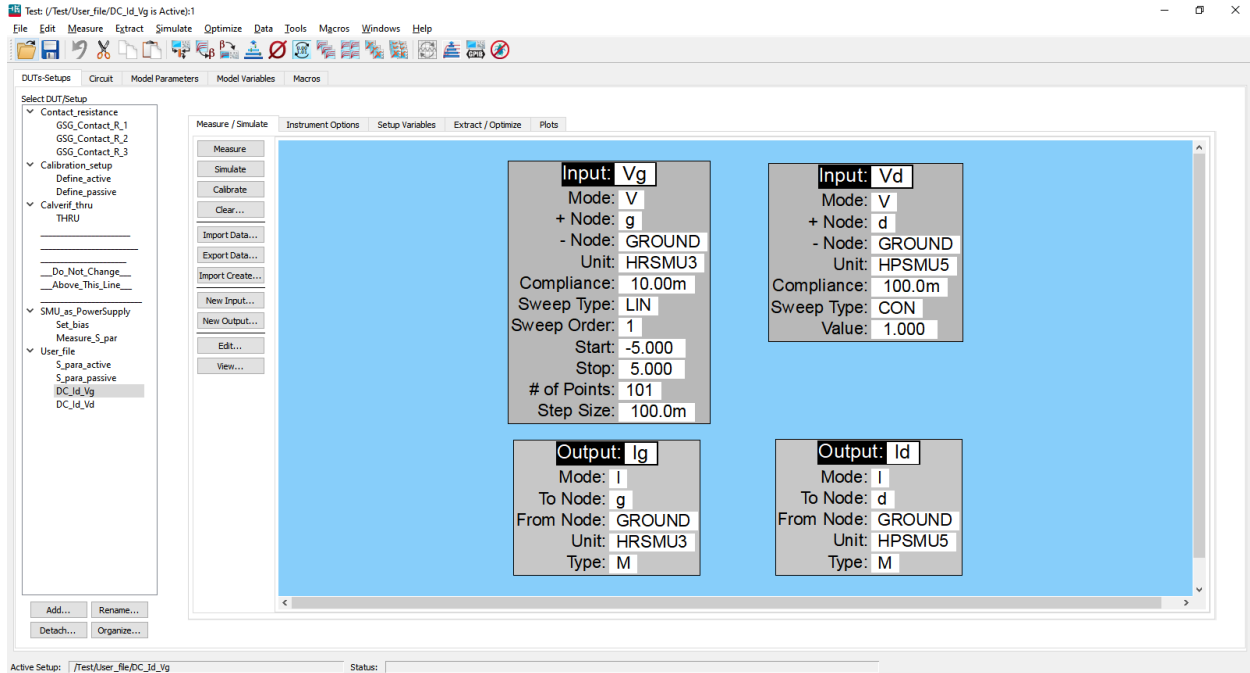 Test: (/Test/User_file/DC_Id_Vg is Active):1
File Edit Measure Extract Simulate Optimize Data Tools Macros Windows Help
DUTs-Setups Circuit Model Parameters Model Variables Macros
Select DUT/Setup
Contact_resistance
GSG_Contact_R_1
GSG_Contact_R_2
GSG_Contact_R_3
Calibration_setup
Define_active
Define_passive
Calverif_thru
THRU
__Do_Not_Change__
__Above_This_Line__
SMU_as_PowerSupply
Set_bias
Measure_S_par
User_file
S_para_active
S_para_passive
DC_Id_Vg
DC_Id_Vd
Add... Rename...
Detach... Organize...
Measure / Simulate Instrument Options Setup Variables Extract / Optimize Plots
Measure
Simulate
Calibrate
Clear...
Import Data...
Export Data...
Import Create...
New Input...
New Output...
Edit...
View...
Input: Vg
Mode: V
+ Node: g
- Node: GROUND
Unit: HRSMU3
Compliance: 10.00m
Sweep Type: LIN
Sweep Order: 1
Start: -5.000
Stop: 5.000
# of Points: 101
Step Size: 100.0m
Input: Vd
Mode: V
+ Node: d
- Node: GROUND
Unit: HPSMU5
Compliance: 100.0m
Sweep Type: CON
Value: 1.000
Output: Ig
Mode: I
To Node: g
From Node: GROUND
Unit: HRSMU3
Type: M
Output: Id
Mode: I
To Node: d
From Node: GROUND
Unit: HPSMU5
Type: M
Active Setup: /Test/User_file/DC_Id_Vg Status: